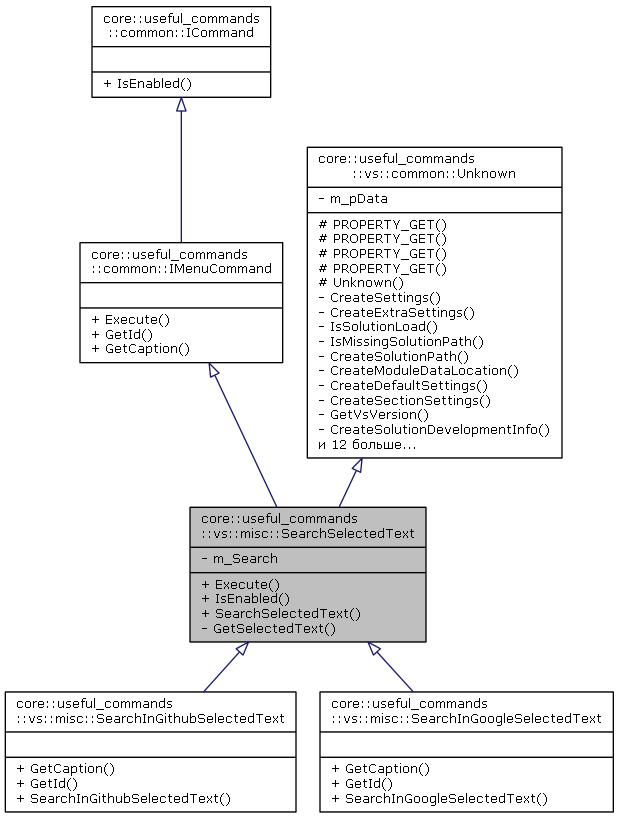 core::useful_commands
::common::ICommand
+ IsEnabled()
core::useful_commands
::vs::common::Unknown
- m_pData
# PROPERTY_GET()
# PROPERTY_GET()
# PROPERTY_GET()
# PROPERTY_GET()
# Unknown()
- CreateSettings()
- CreateExtraSettings()
- IsSolutionLoad()
- IsMissingSolutionPath()
- CreateSolutionPath()
- CreateModuleDataLocation()
- CreateDefaultSettings()
- CreateSectionSettings()
- GetVsVersion()
- CreateSolutionDevelopmentInfo()
и 12 больше...
core::useful_commands
::common::IMenuCommand
+ Execute()
+ GetId()
+ GetCaption()
core::useful_commands
::vs::misc::SearchSelectedText
- m_Search
+ Execute()
+ IsEnabled()
+ SearchSelectedText()
- GetSelectedText()
core::useful_commands
::vs::misc::SearchInGithubSelectedText
+ GetCaption()
+ GetId()
+ SearchInGithubSelectedText()
core::useful_commands
::vs::misc::SearchInGoogleSelectedText
+ GetCaption()
+ GetId()
+ SearchInGoogleSelectedText()